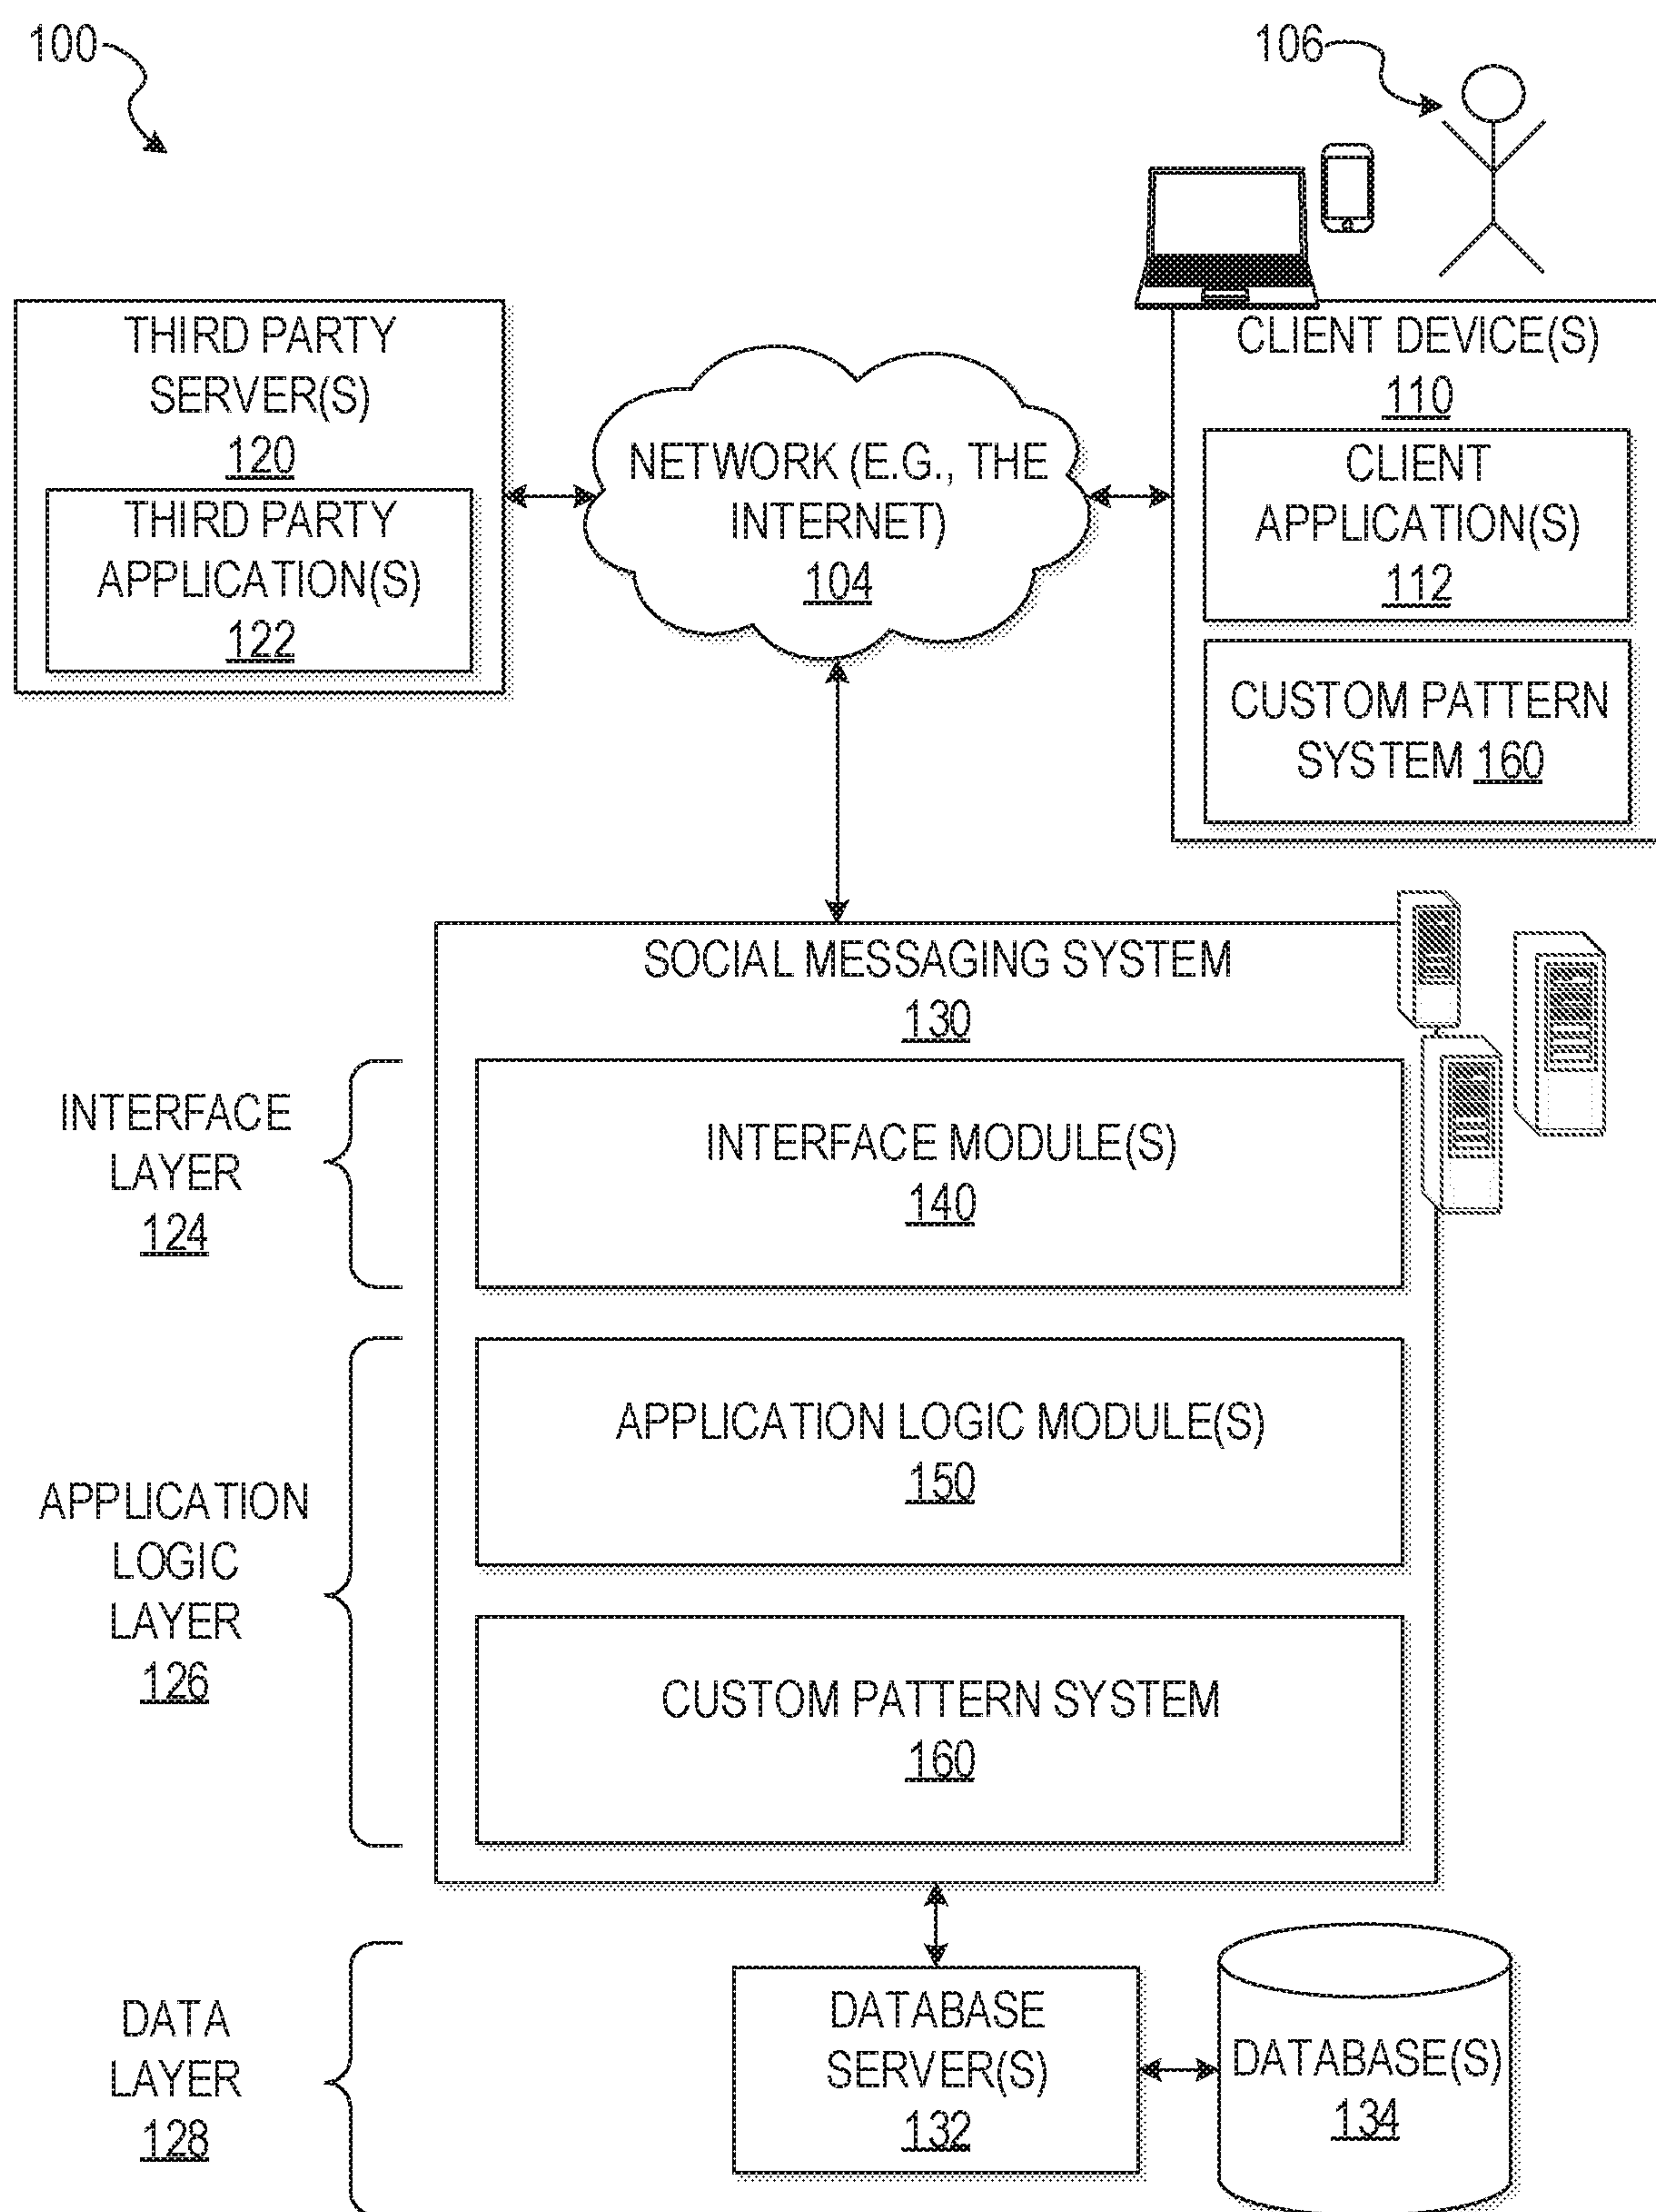 100
106
THIRD PARTY
SERVER(S)
120
THIRD PARTY
APPLICATION(S)
122
NETWORK (E.G., THE
INTERNET)
104
CLIENT DEVICE(S)
110
CLIENT
APPLICATION(S)
112
CUSTOM PATTERN
SYSTEM 160
SOCIAL MESSAGING SYSTEM
130
INTERFACE
LAYER
124
INTERFACE MODULE(S)
140
APPLICATION
LOGIC
LAYER
126
APPLICATION LOGIC MODULE(S)
150
CUSTOM PATTERN SYSTEM
160
DATA
LAYER
128
DATABASE
SERVER(S)
132
DATABASE(S)
134